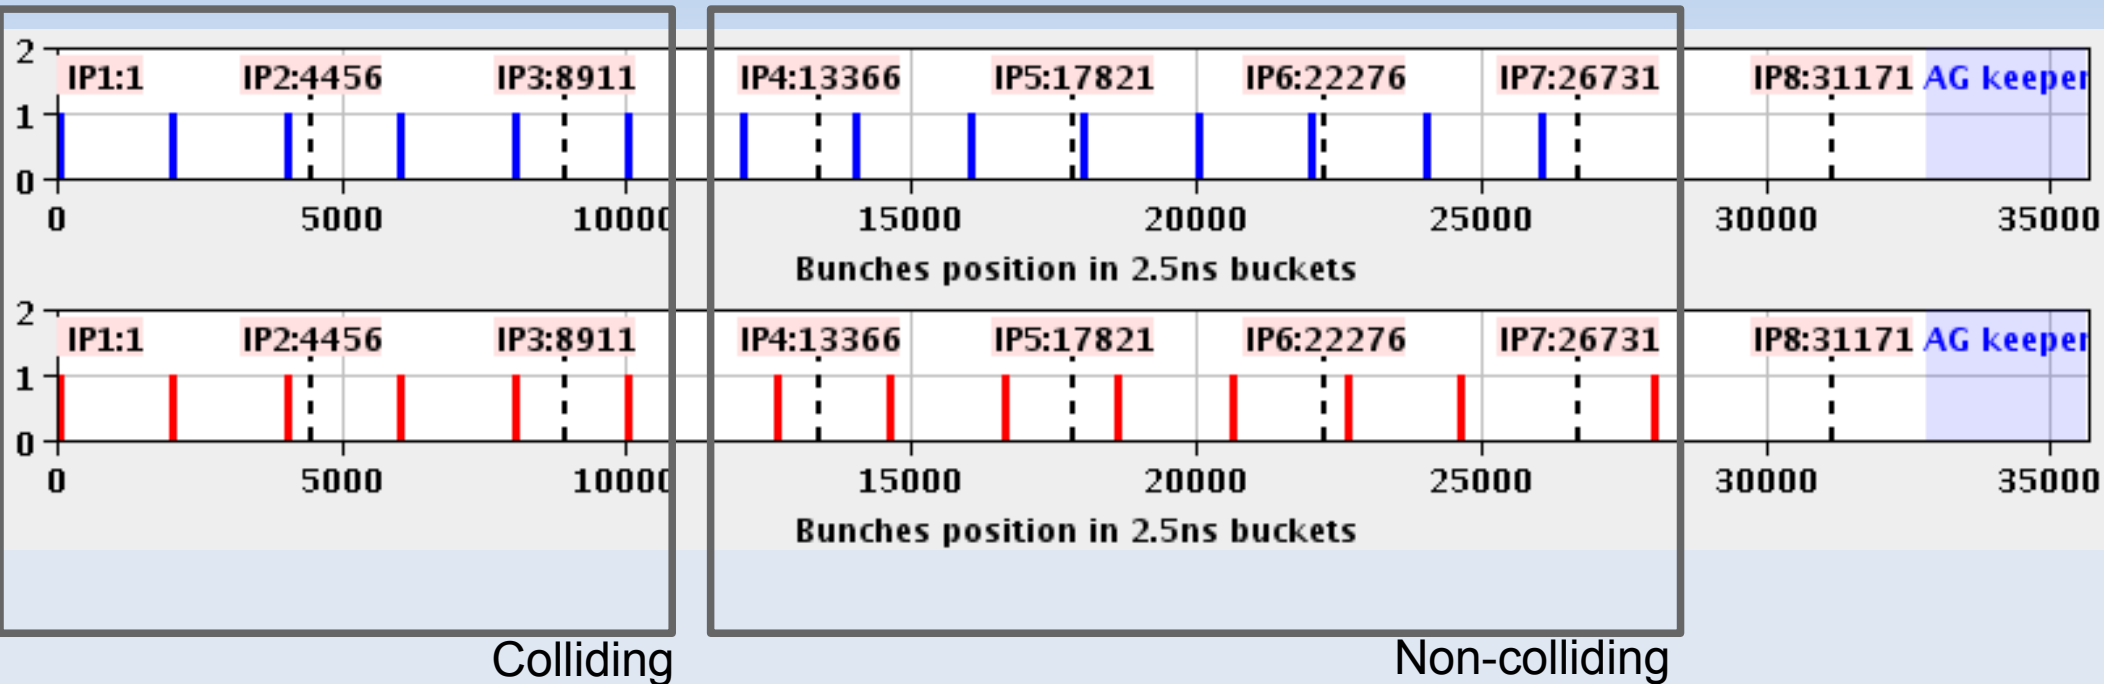 2
IP1:1 IP2:4456 IP3:8911 IP4:13366 IP5:17821 IP6:22276 IP7:26731 IP8:31171 AG keeper
1
0
0 5000 10000 15000 20000 25000 30000 35000
Bunches position in 2.5ns buckets
2
IP1:1 IP2:4456 IP3:8911 IP4:13366 IP5:17821 IP6:22276 IP7:26731 IP8:31171 AG keeper
1
0
0 5000 10000 15000 20000 25000 30000 35000
Bunches position in 2.5ns buckets
Colliding Non-colliding